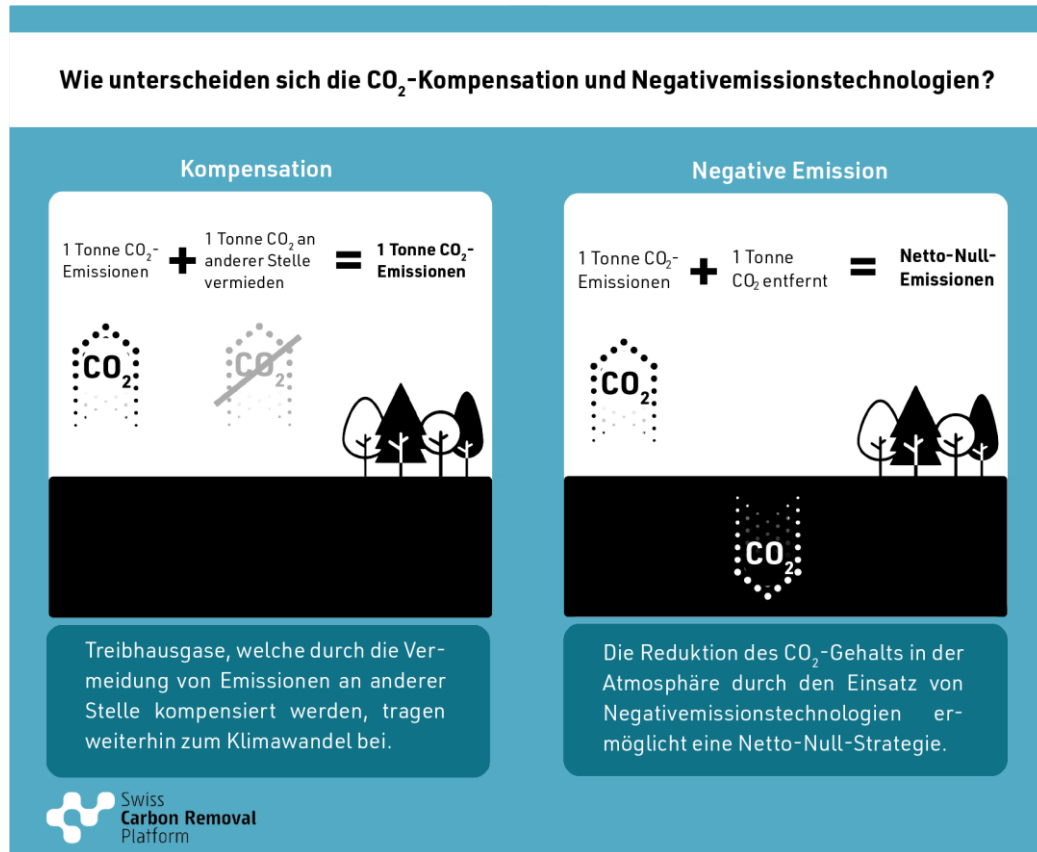 Wie unterscheiden sich die CO₂-Kompensation und Negativemissionstechnologien?
Kompensation
1 Tonne CO₂-
Emissionen
+
1 Tonne CO₂ an
anderer Stelle
vermieden
=
1 Tonne CO₂-
Emissionen
CO₂
CO₂
Treibhausgase, welche durch die Ver-
meidung von Emissionen an anderer
Stelle kompensiert werden, tragen
weiterhin zum Klimawandel bei.
Negative Emission
1 Tonne CO₂-
Emissionen
+
1 Tonne
CO₂ entfernt
=
Netto-Null-
Emissionen
CO₂
CO₂
Die Reduktion des CO₂-Gehalts in der
Atmosphäre durch den Einsatz von
Negativemissionstechnologien er-
möglicht eine Netto-Null-Strategie.
Swiss
Carbon Removal
Platform